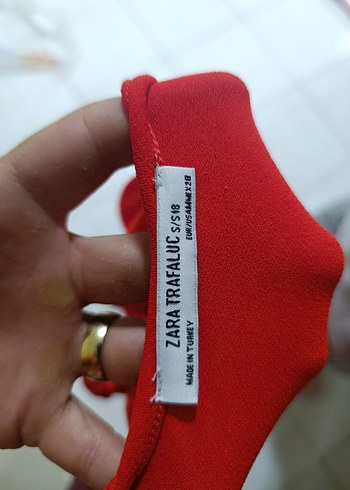 ZARA TRAFALUC S/S18
MADE IN TURKEY EUR/USA S MEX 28